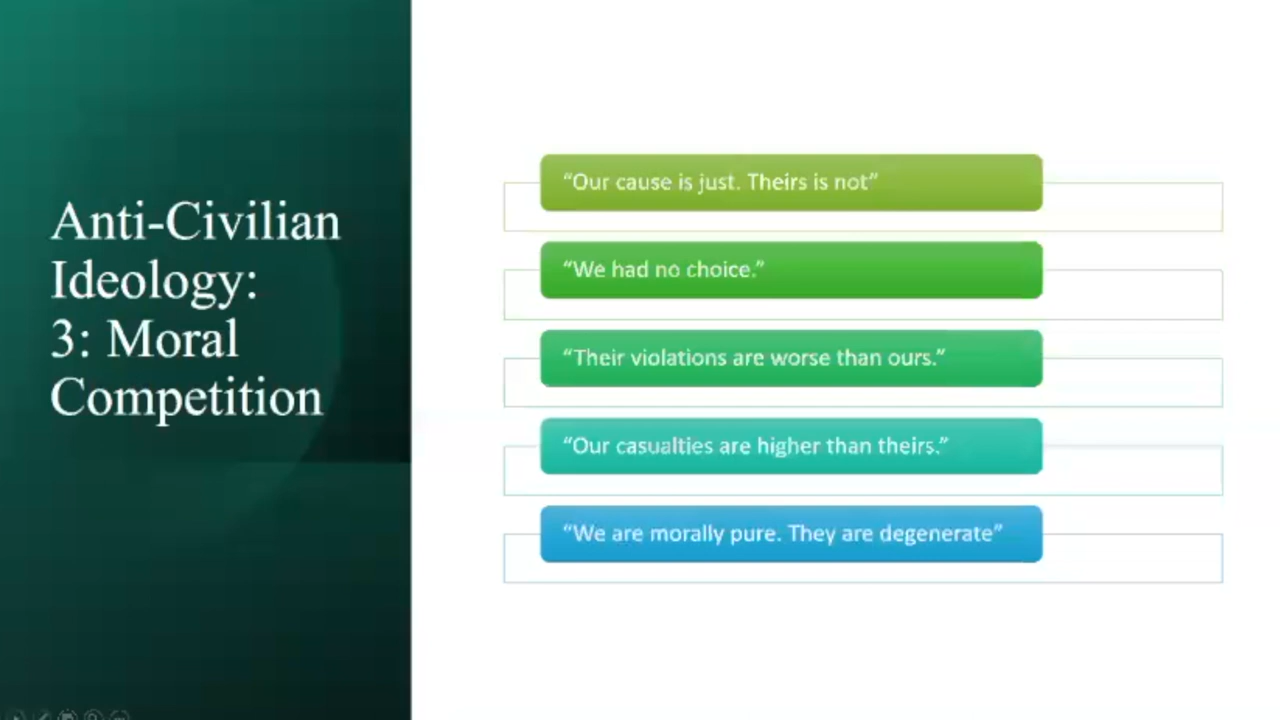 Anti-Civilian
Ideology:
3: Moral
Competition
“Our cause is just. Theirs is not”
“We had no choice.”
“Their violations are worse than ours.”
“Our casualties are higher than theirs.”
“We are morally pure. They are degenerate”